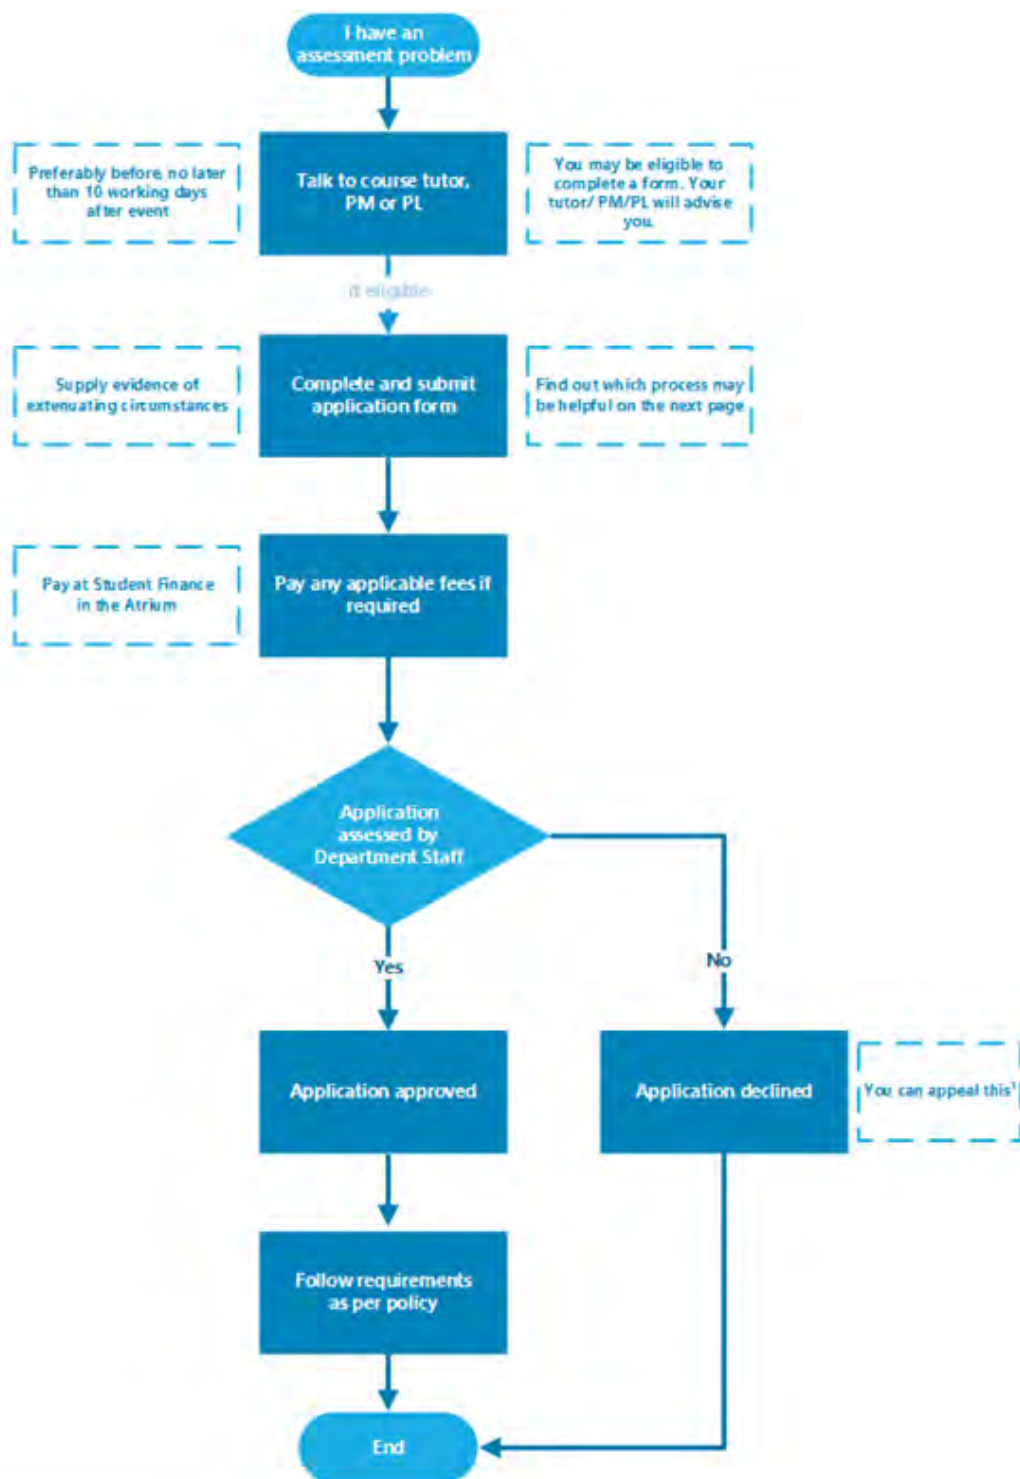 I have an
assessment problem
Preferably before, no later
than 10 working days
after event
Talk to course tutor,
PM or PL
You may be eligible to
complete a form. Your
tutor/ PM/PL will advise
you.
if eligible
Supply evidence of
extenuating circumstances
Complete and submit
application form
Find out which process may
be helpful on the next page
Pay at Student Finance
in the Atrium
Pay any applicable fees if
required
Application
assessed by
Department Staff
Yes
No
Application approved
Application declined
You can appeal this¹
Follow requirements
as per policy
End